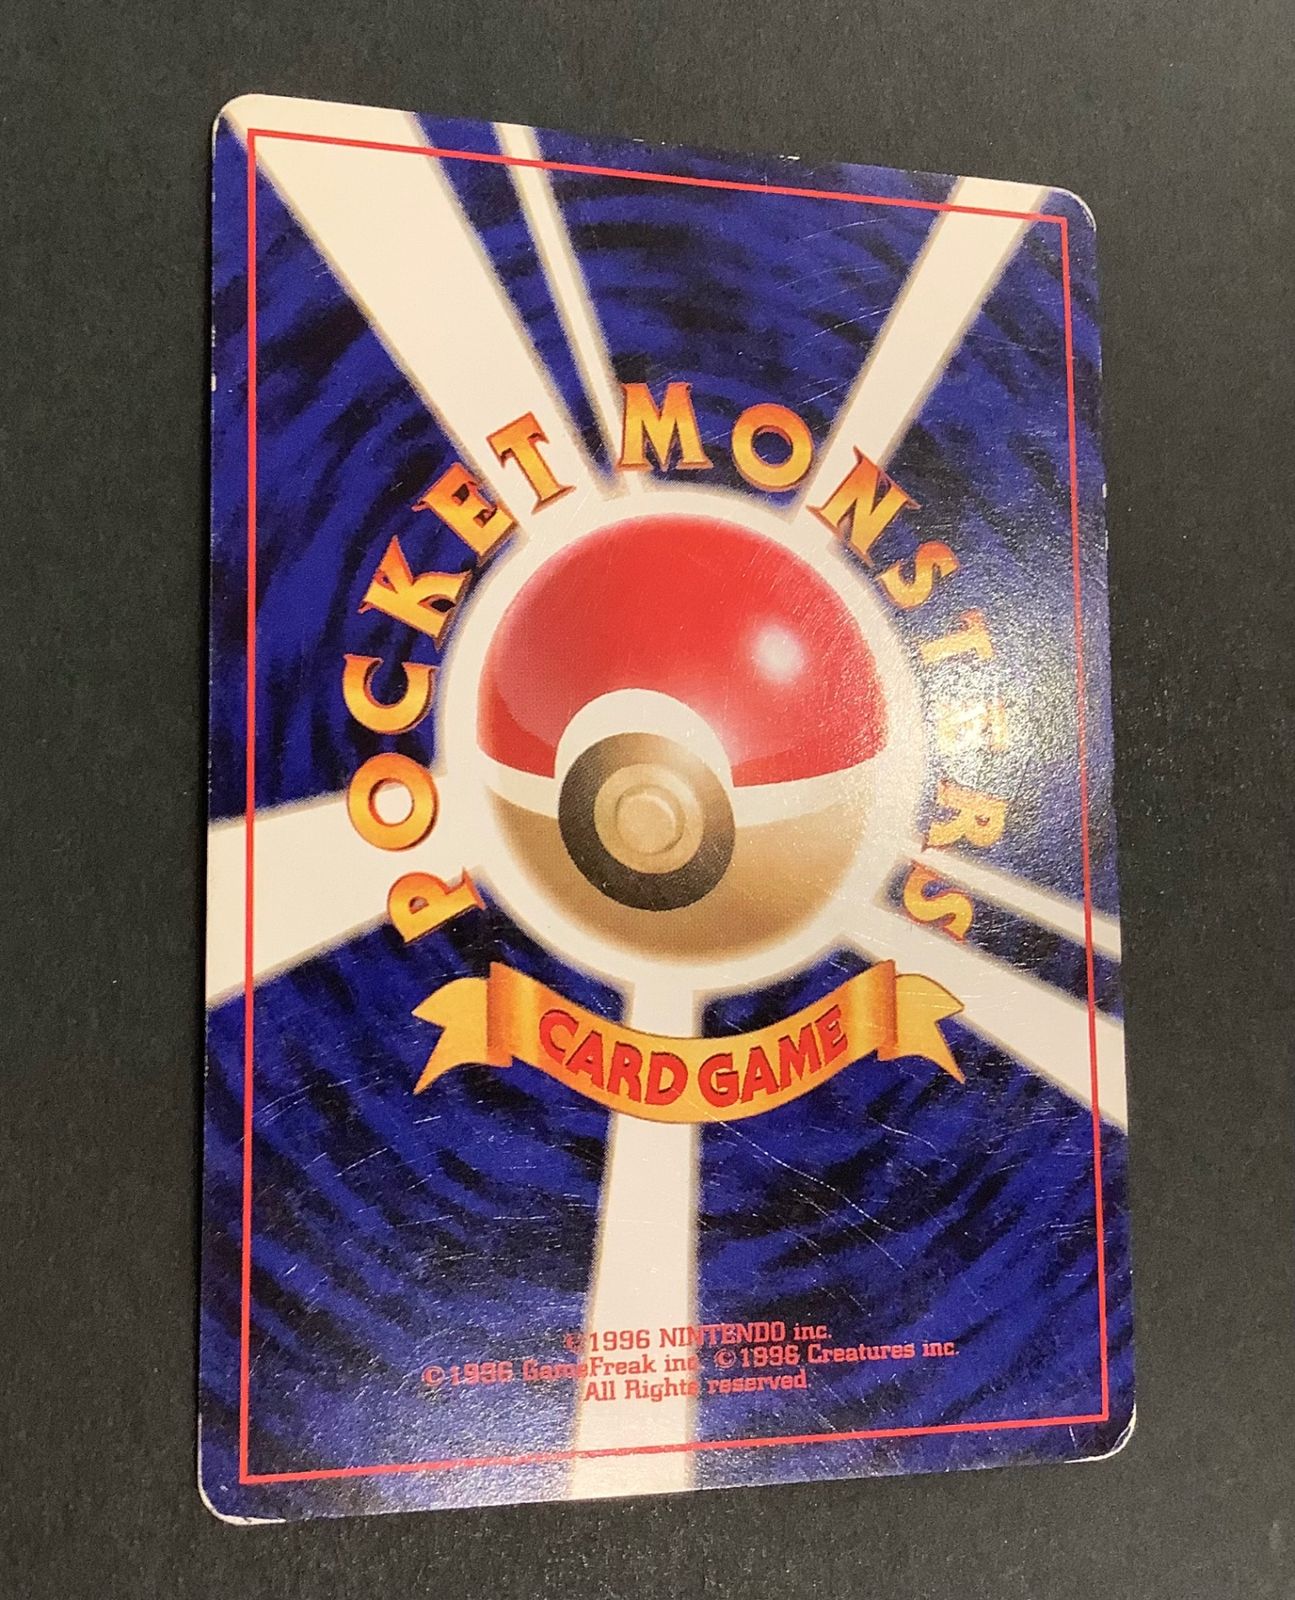 POCKET MONSTERS
CARD GAME
©1996 NINTENDO inc.
©1996 GameFreak inc. ©1996 Creatures inc.
All Rights reserved.